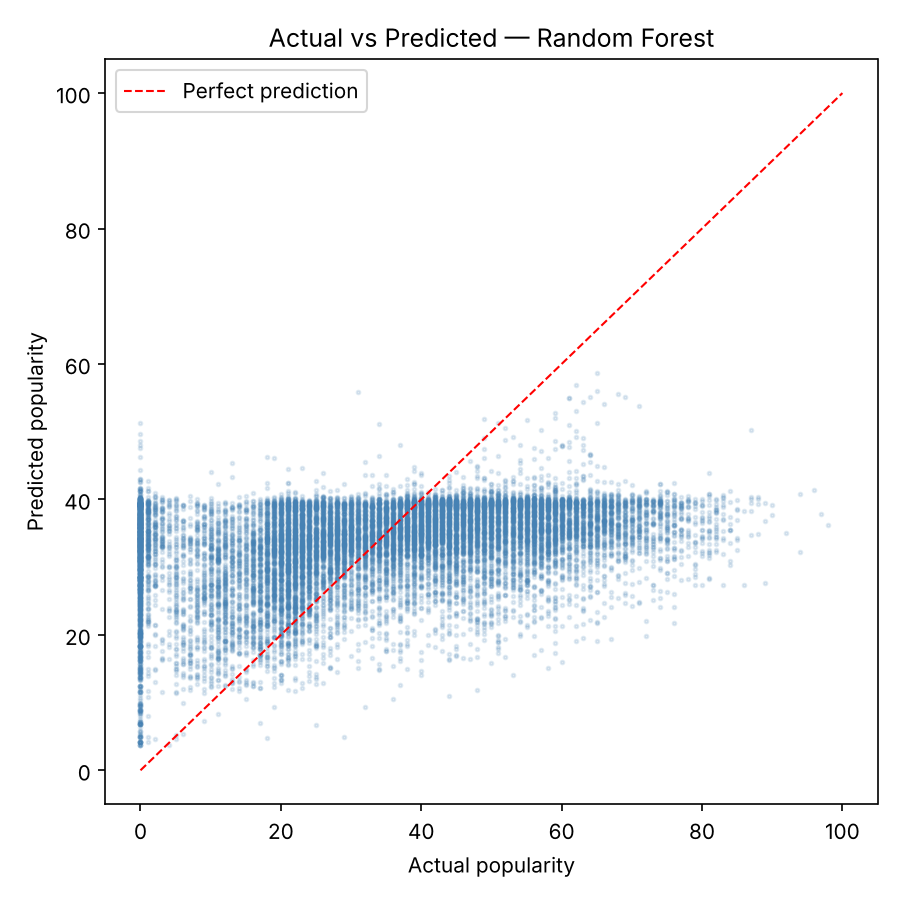 Actual vs Predicted — Random Forest
Perfect prediction
100
80
60
40
20
0
Predicted popularity
0 20 40 60 80 100
Actual popularity